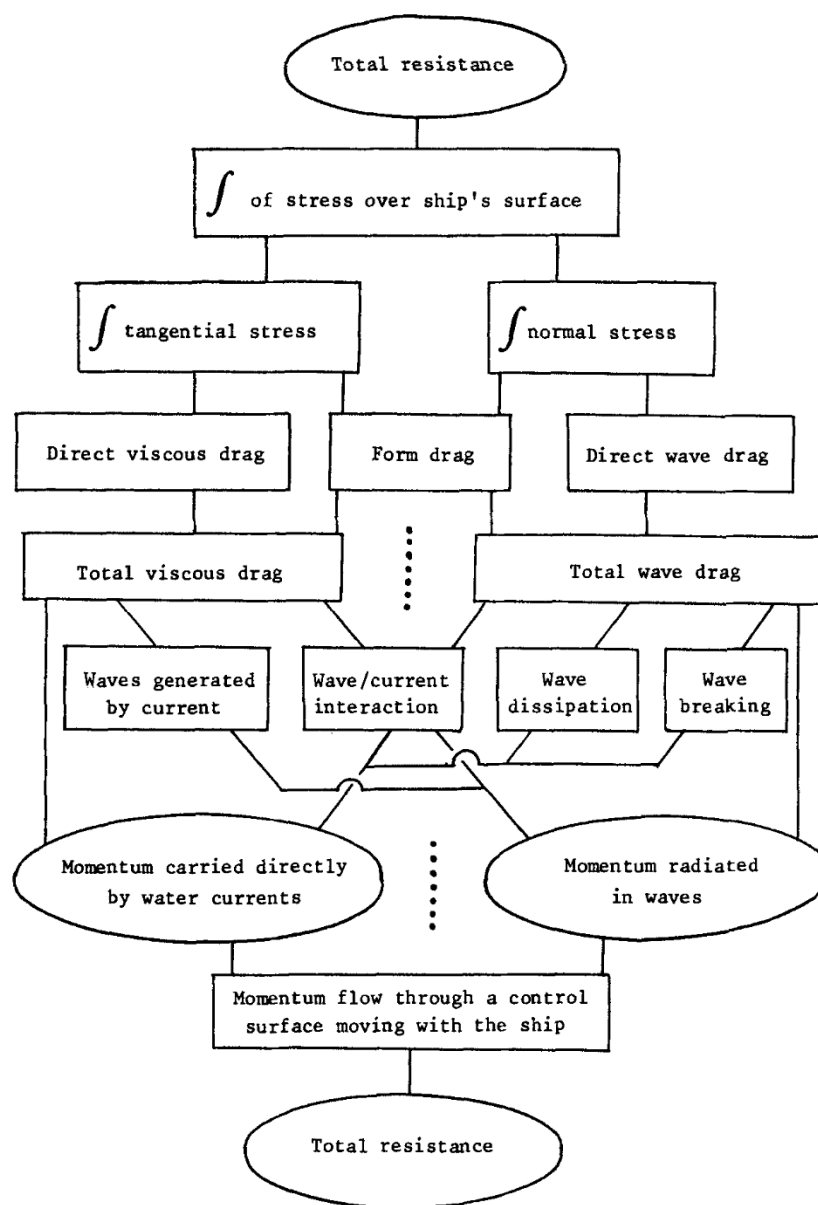 Total resistance
∫ of stress over ship's surface
∫ tangential stress
∫ normal stress
Direct viscous drag
Form drag
Direct wave drag
Total viscous drag
Total wave drag
Waves generated
by current
Wave/current
interaction
Wave
dissipation
Wave
breaking
Momentum carried directly
by water currents
Momentum radiated
in waves
Momentum flow through a control
surface moving with the ship
Total resistance